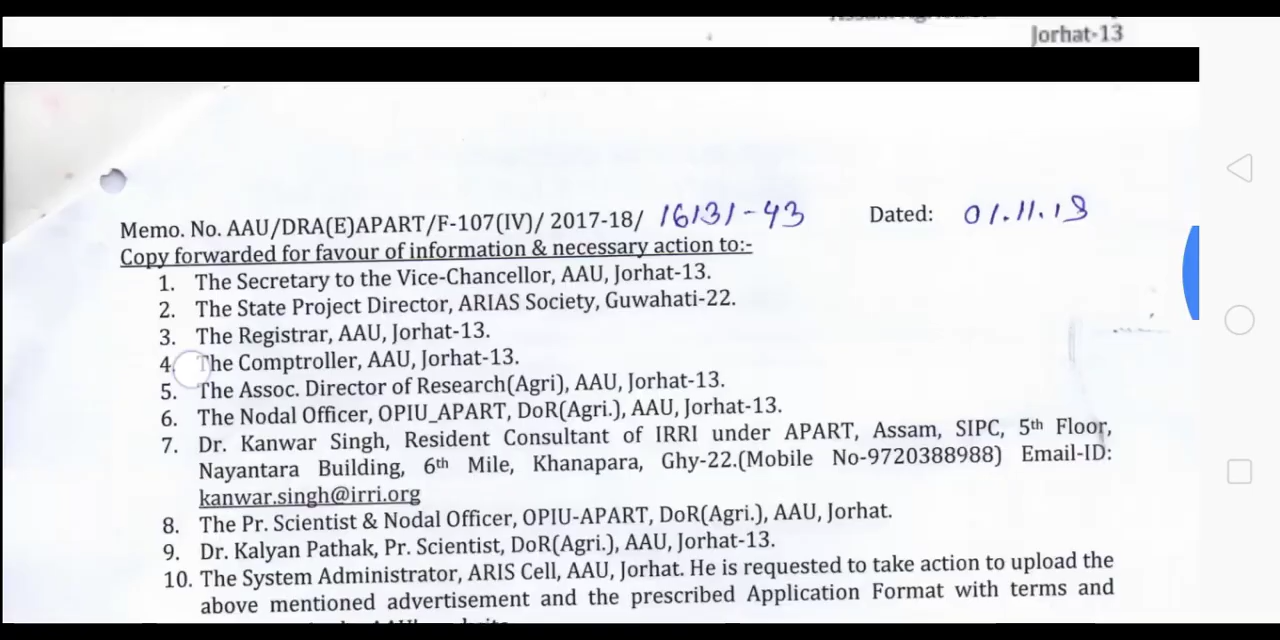 Jorhat-13
Memo. No. AAU/DRA(E)APART/F-107(IV)/ 2017-18/ 16131-43 Dated: 01.11.18
Copy forwarded for favour of information & necessary action to:-
1. The Secretary to the Vice-Chancellor, AAU, Jorhat-13.
2. The State Project Director, ARIAS Society, Guwahati-22.
3. The Registrar, AAU, Jorhat-13.
4. The Comptroller, AAU, Jorhat-13.
5. The Assoc. Director of Research(Agri), AAU, Jorhat-13.
6. The Nodal Officer, OPIU_APART, DoR(Agri.), AAU, Jorhat-13.
7. Dr. Kanwar Singh, Resident Consultant of IRRI under APART, Assam, SIPC, 5th Floor,
Nayantara Building, 6th Mile, Khanapara, Ghy-22.(Mobile No-9720388988) Email-ID:
kanwar.singh@irri.org
8. The Pr. Scientist & Nodal Officer, OPIU-APART, DoR(Agri.), AAU, Jorhat.
9. Dr. Kalyan Pathak, Pr. Scientist, DoR(Agri.), AAU, Jorhat-13.
10. The System Administrator, ARIS Cell, AAU, Jorhat. He is requested to take action to upload the
above mentioned advertisement and the prescribed Application Format with terms and